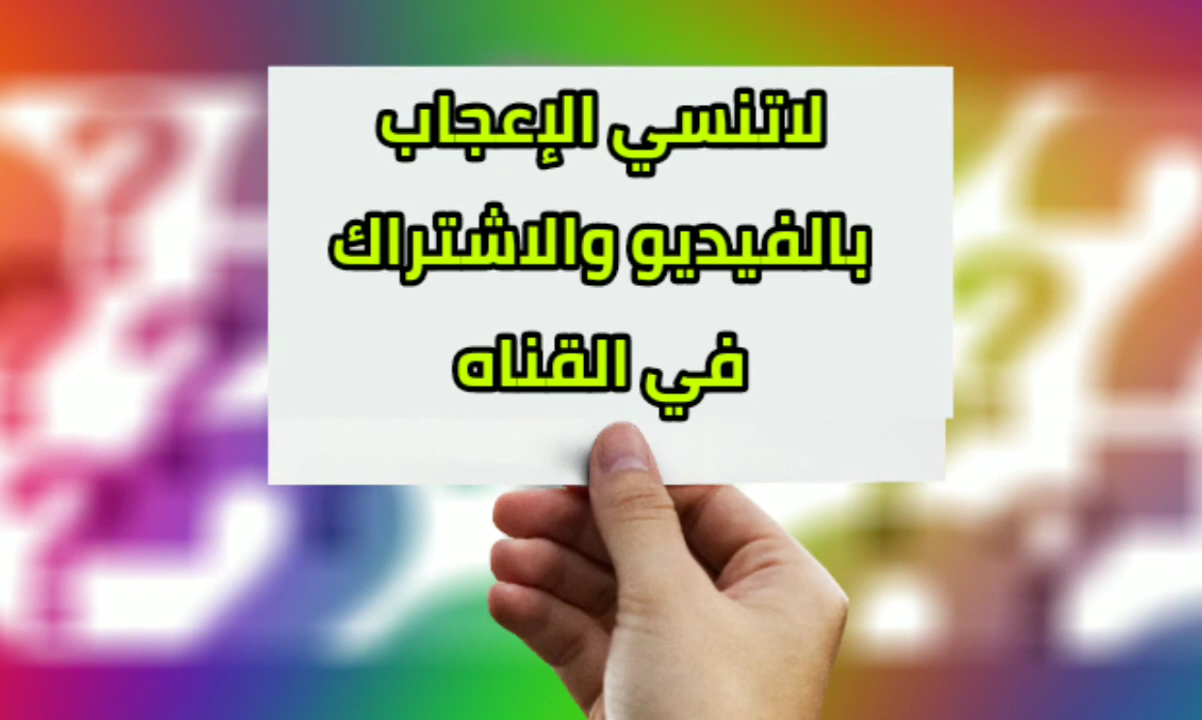 لاتنسي الإعجاب
بالفيديو والاشتراك
في القناه